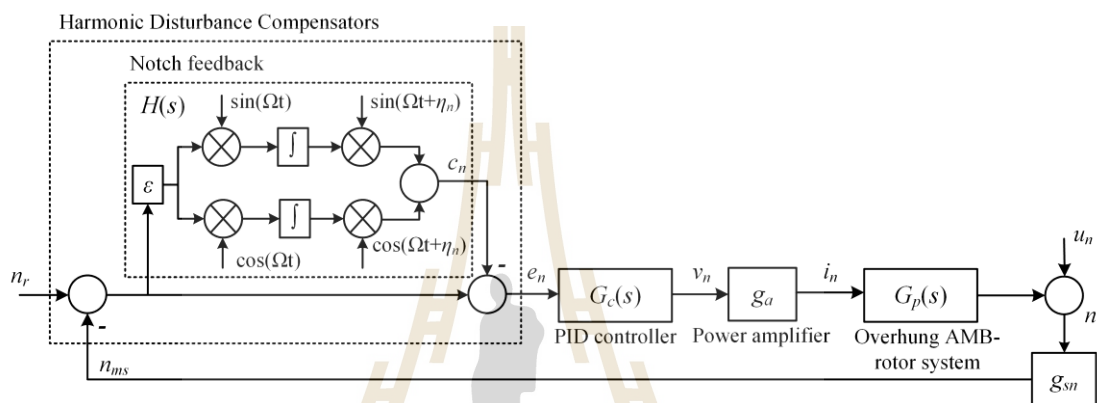 Harmonic Disturbance Compensators
Notch feedback
H(s)
sin(Ωt)
sin(Ωt+ηn)
∫
ε
cn
∫
cos(Ωt)
cos(Ωt+ηn)
nr
-
-
en
Gc(s)
vn
ga
in
Gp(s)
un
n
PID controller
Power amplifier
Overhung AMB-
rotor system
nms
gsn